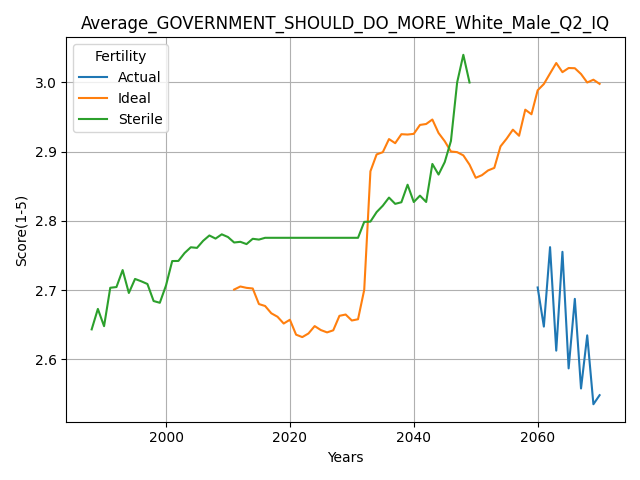 Average_GOVERNMENT_SHOULD_DO_MORE_White_Male_Q2_IQ
Fertility
Actual
Ideal
Sterile
Score(1-5)
3.0
2.9
2.8
2.7
2.6
2000
2020
2040
2060
Years